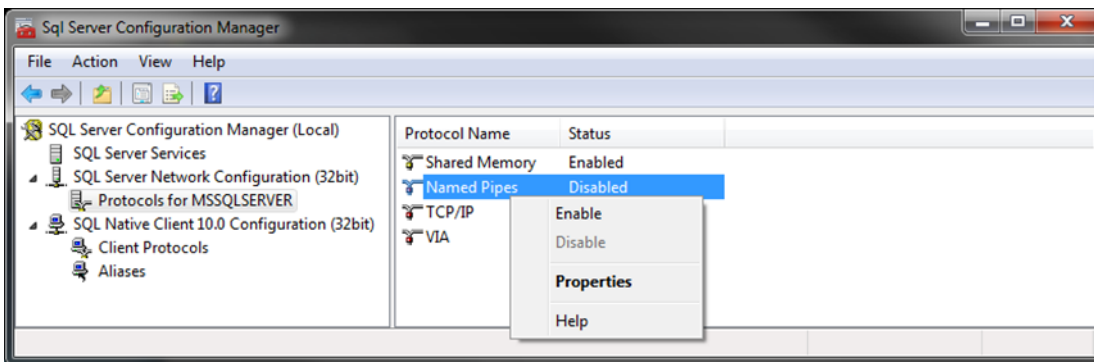 Sql Server Configuration Manager
File Action View Help
SQL Server Configuration Manager (Local)
SQL Server Services
SQL Server Network Configuration (32bit)
Protocols for MSSQLSERVER
SQL Native Client 10.0 Configuration (32bit)
Client Protocols
Aliases
Protocol Name Status
Shared Memory Enabled
Named Pipes Disabled
TCP/IP
VIA
Enable
Disable
Properties
Help